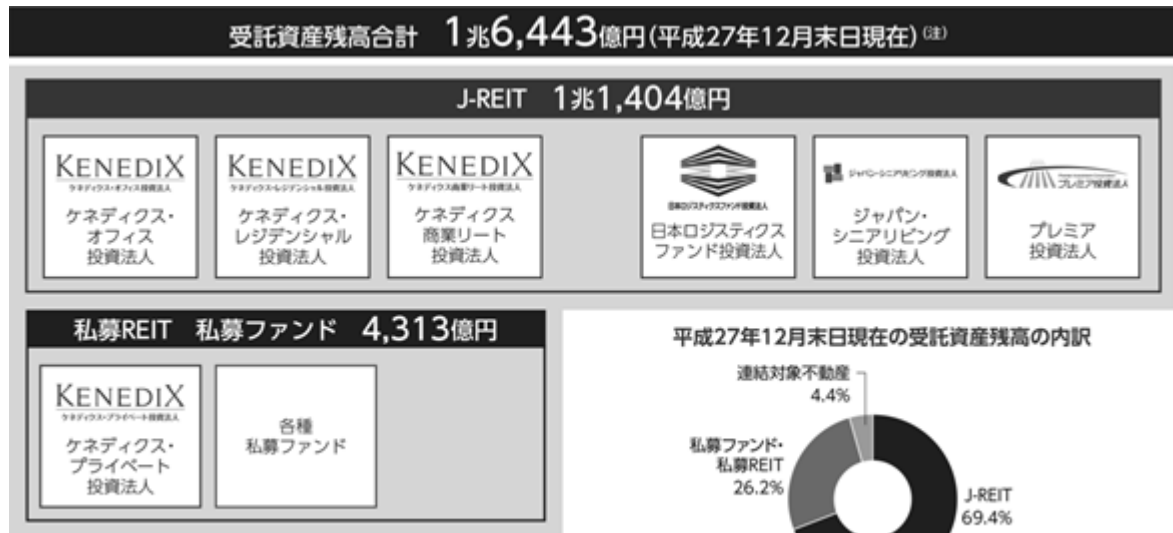 受託資産残高合計 1兆6,443億円(平成27年12月末日現在)(注)
J-REIT 1兆1,404億円
KENEDIX
ケネディクス・オフィス投資法人
ケネディクス・
オフィス
投資法人
KENEDIX
ケネディクス・レジデンシャル投資法人
ケネディクス・
レジデンシャル
投資法人
KENEDIX
ケネディクス商業リート投資法人
ケネディクス
商業リート
投資法人
日本ロジスティクスファンド投資法人
日本ロジスティクス
ファンド投資法人
ジャパン・シニアリビング投資法人
ジャパン・
シニアリビング
投資法人
プレミア投資法人
プレミア
投資法人
私募REIT 私募ファンド 4,313億円
KENEDIX
ケネディクス・プライベート投資法人
ケネディクス・
プライベート
投資法人
各種
私募ファンド
平成27年12月末日現在の受託資産残高の内訳
連結対象不動産
4.4%
私募ファンド・
私募REIT
26.2%
J-REIT
69.4%